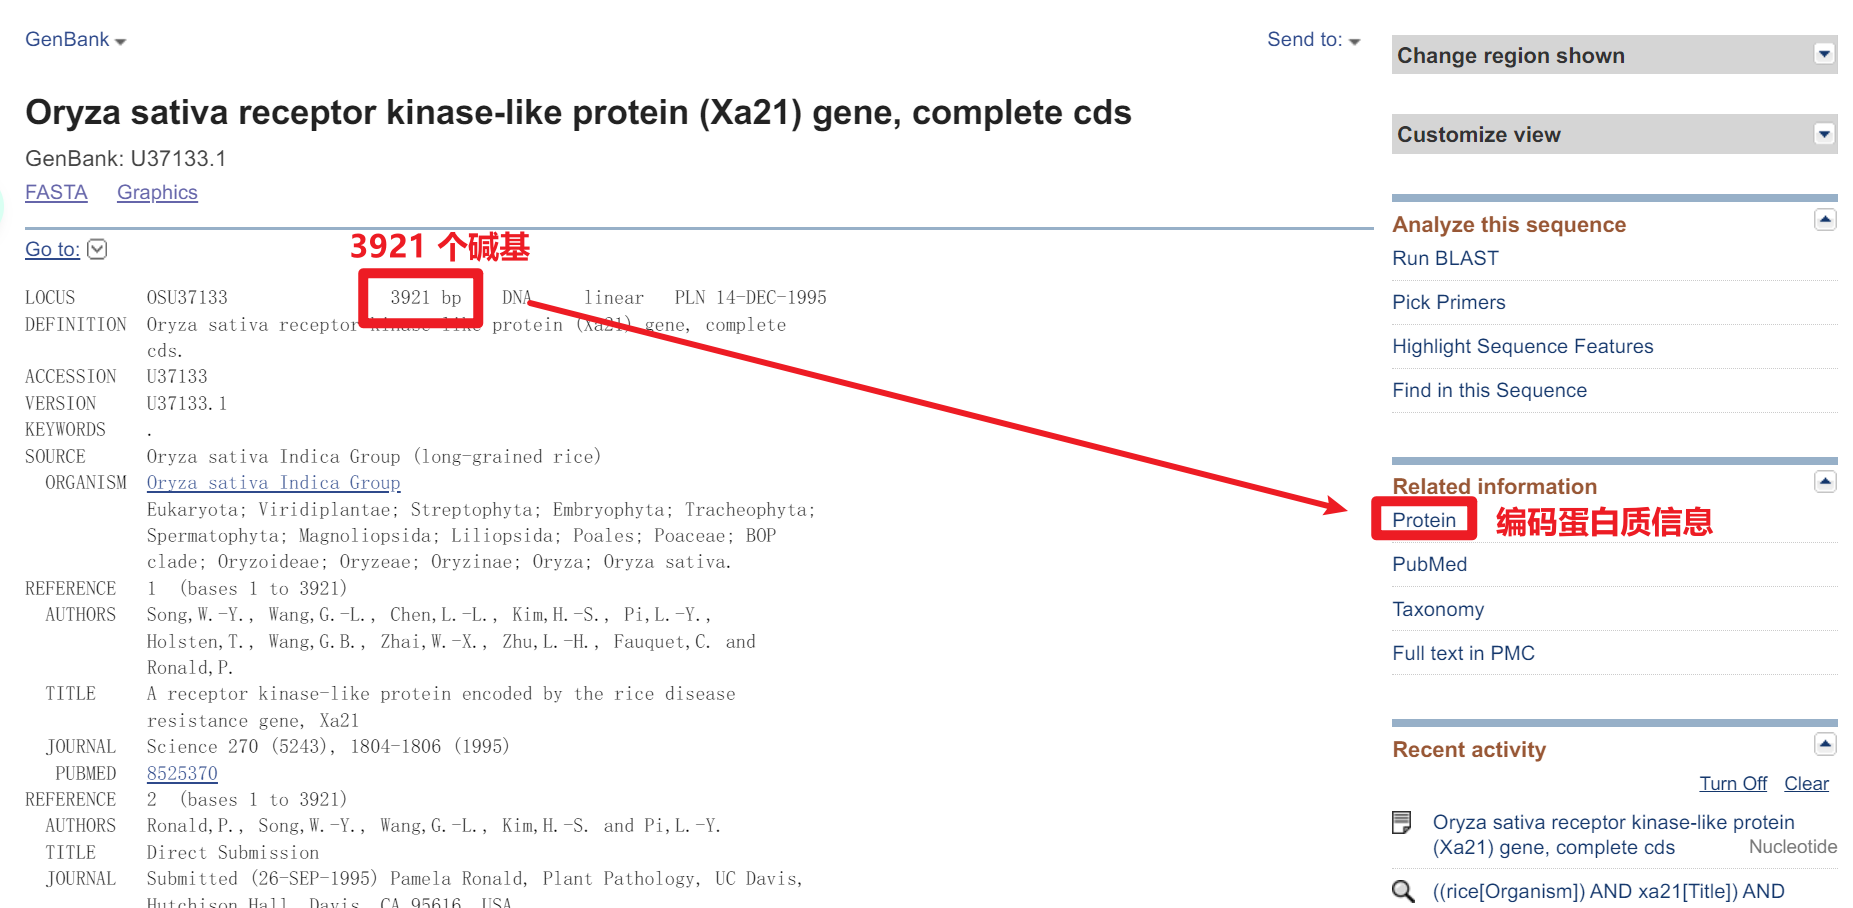 GenBank
Send to:
Oryza sativa receptor kinase-like protein (Xa21) gene, complete cds
GenBank: U37133.1
FASTA Graphics
Go to:
3921 个碱基
LOCUS OSU37133 3921 bp DNA linear PLN 14-DEC-1995
DEFINITION Oryza sativa receptor kinase-like protein (Xa21) gene, complete
cds.
ACCESSION U37133
VERSION U37133.1
KEYWORDS .
SOURCE Oryza sativa Indica Group (long-grained rice)
ORGANISM Oryza sativa Indica Group
Eukaryota; Viridiplantae; Streptophyta; Embryophyta; Tracheophyta;
Spermatophyta; Magnoliopsida; Liliopsida; Poales; Poaceae; BOP
clade; Oryzoideae; Oryzeae; Oryzinae; Oryza; Oryza sativa.
REFERENCE 1 (bases 1 to 3921)
AUTHORS Song,W.-Y., Wang,G.-L., Chen,L.-L., Kim,H.-S., Pi,L.-Y.,
Holsten,T., Wang,G.B., Zhai,W.-X., Zhu,L.-H., Fauquet,C. and
Ronald,P.
TITLE A receptor kinase-like protein encoded by the rice disease
resistance gene, Xa21
JOURNAL Science 270 (5243), 1804-1806 (1995)
PUBMED 8525370
REFERENCE 2 (bases 1 to 3921)
AUTHORS Ronald,P., Song,W.-Y., Wang,G.-L., Kim,H.-S. and Pi,L.-Y.
TITLE Direct Submission
JOURNAL Submitted (26-SEP-1995) Pamela Ronald, Plant Pathology, UC Davis,
Hutchison Hall, Davis, CA 95616, USA
Change region shown
Customize view
Analyze this sequence
Run BLAST
Pick Primers
Highlight Sequence Features
Find in this Sequence
Related information
Protein 编码蛋白质信息
PubMed
Taxonomy
Full text in PMC
Recent activity
Turn Off Clear
Oryza sativa receptor kinase-like protein
(Xa21) gene, complete cds Nucleotide
((rice[Organism]) AND xa21[Title]) AND